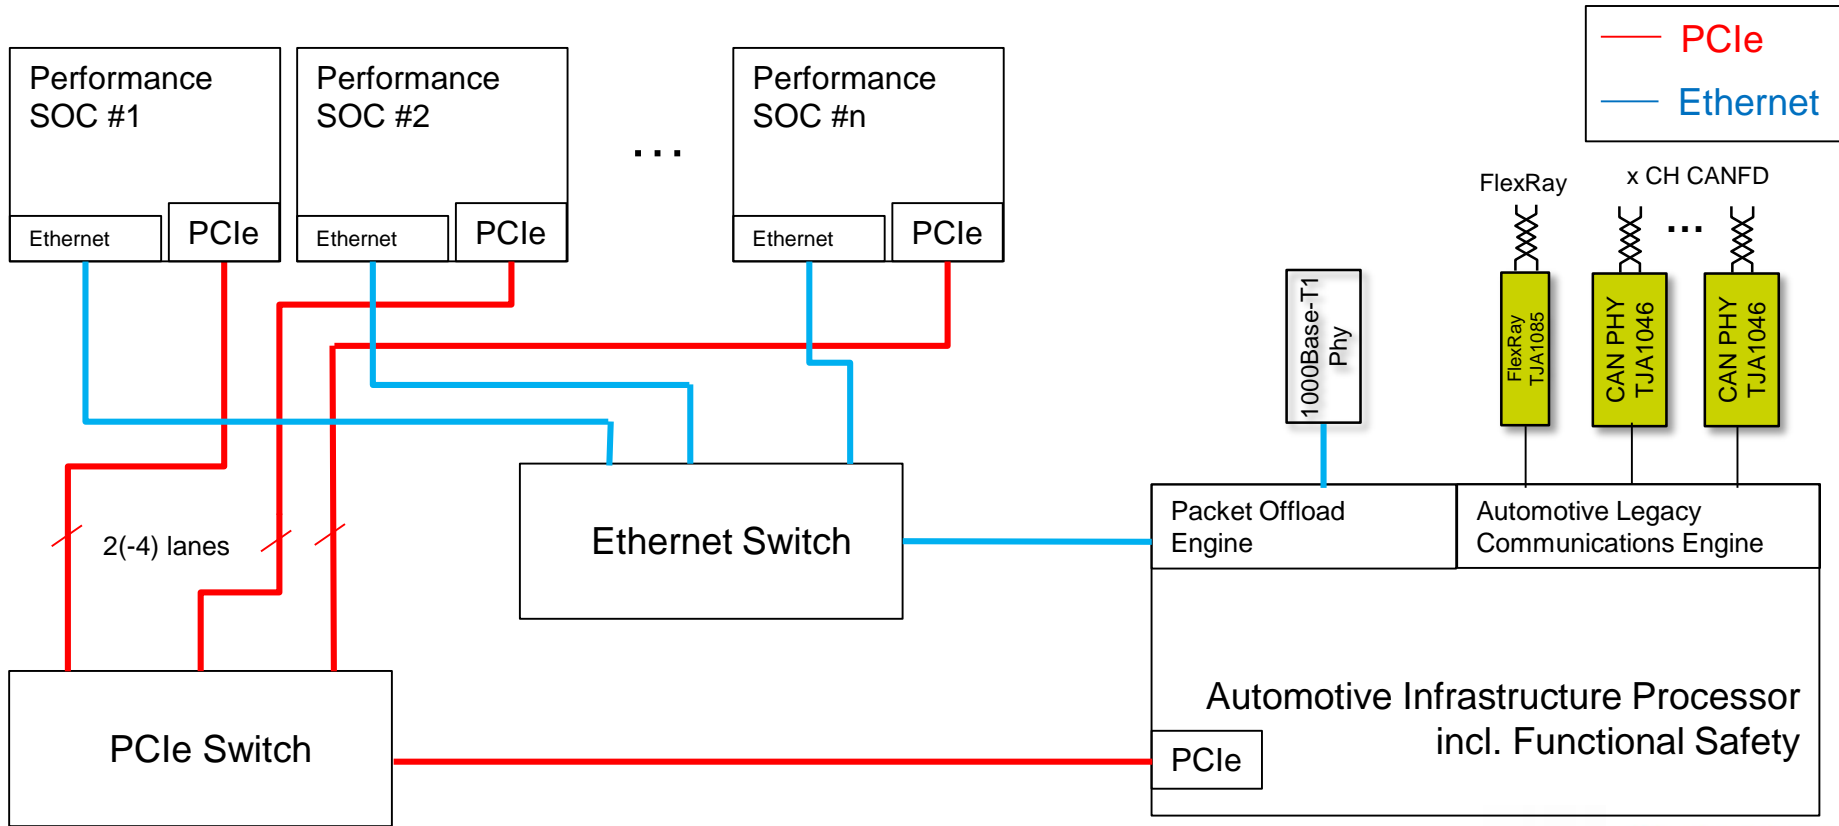 PCIe
Ethernet
Performance
SOC #1
Ethernet
PCIe
Performance
SOC #2
Ethernet
PCIe
...
Performance
SOC #n
Ethernet
PCIe
FlexRay
x CH CANFD
...
1000Base-T1
Phy
FlexRay
TJA1085
CAN PHY
TJA1046
CAN PHY
TJA1046
2(-4) lanes
Ethernet Switch
Packet Offload
Engine
Automotive Legacy
Communications Engine
Automotive Infrastructure Processor
incl. Functional Safety
PCIe
PCIe Switch